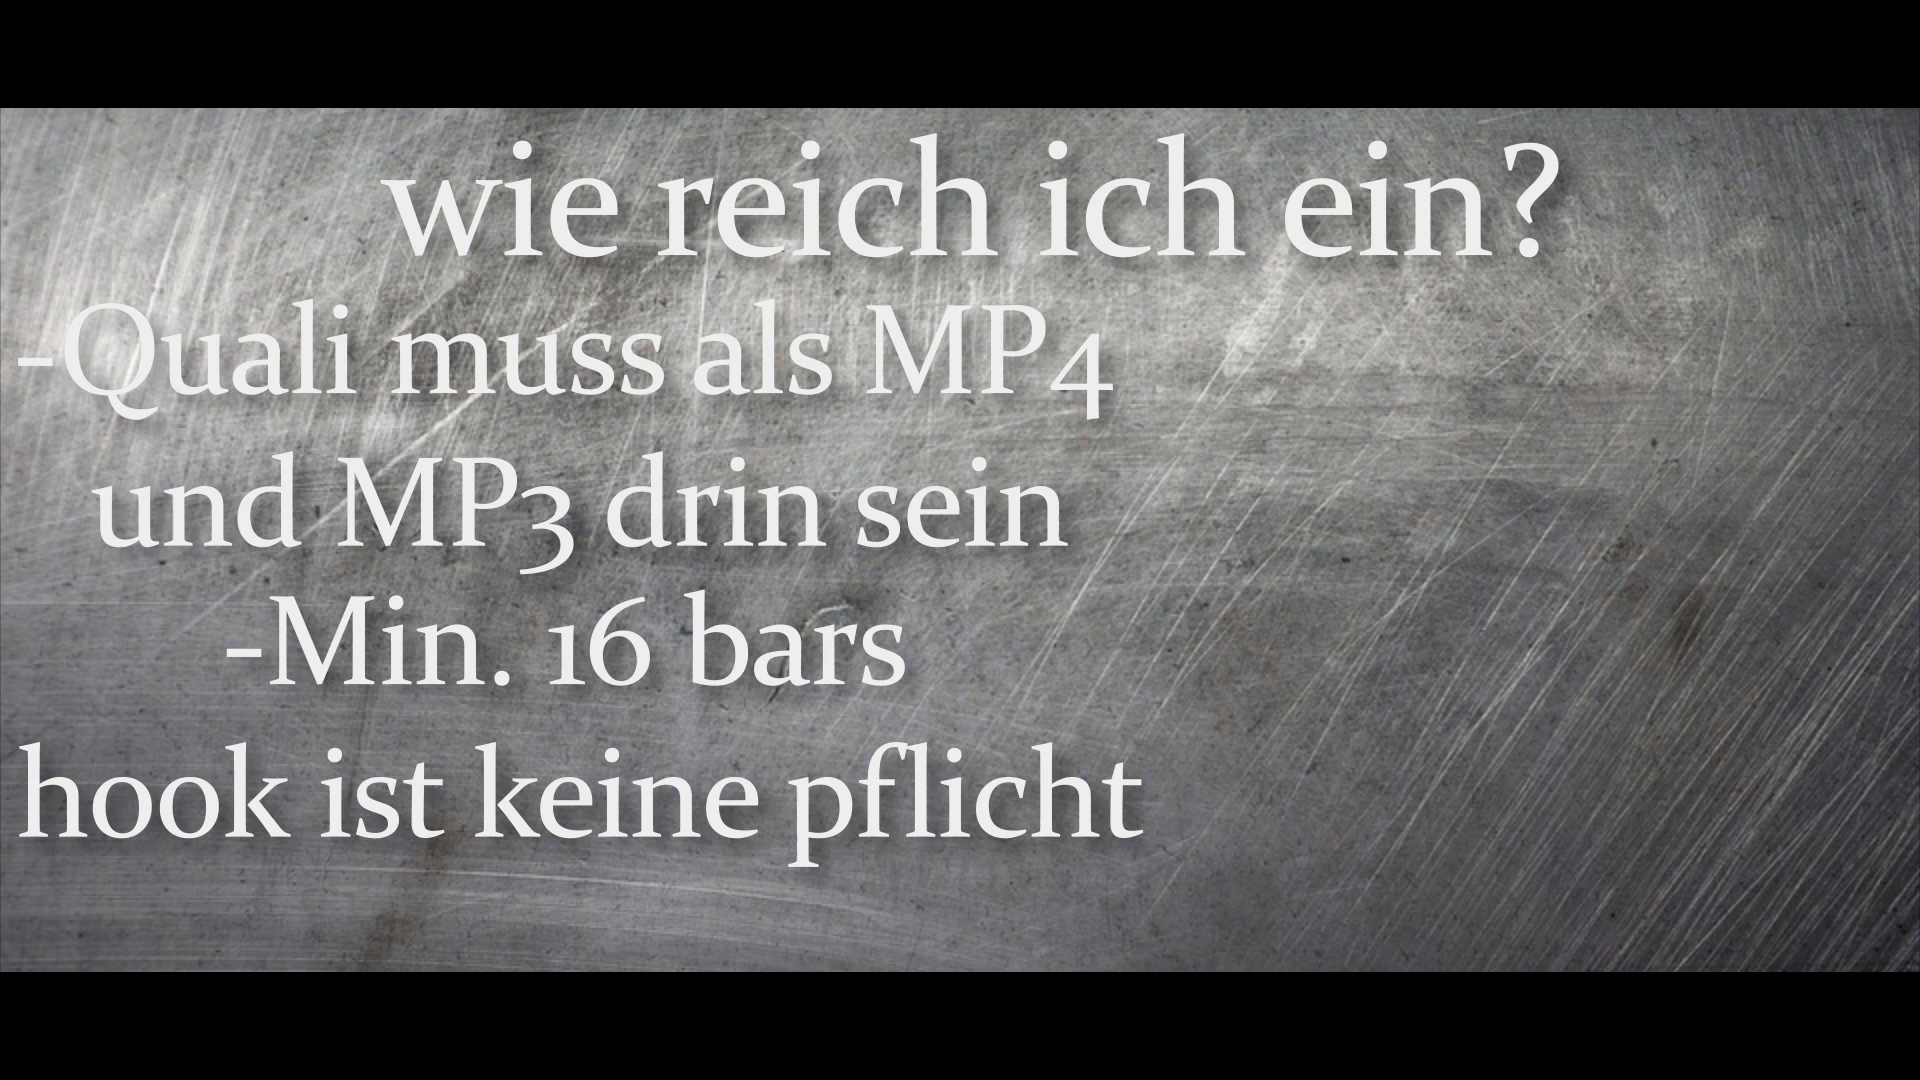 wie reich ich ein?
-Quali muss als MP4
und MP3 drin sein
-Min. 16 bars
hook ist keine pflicht